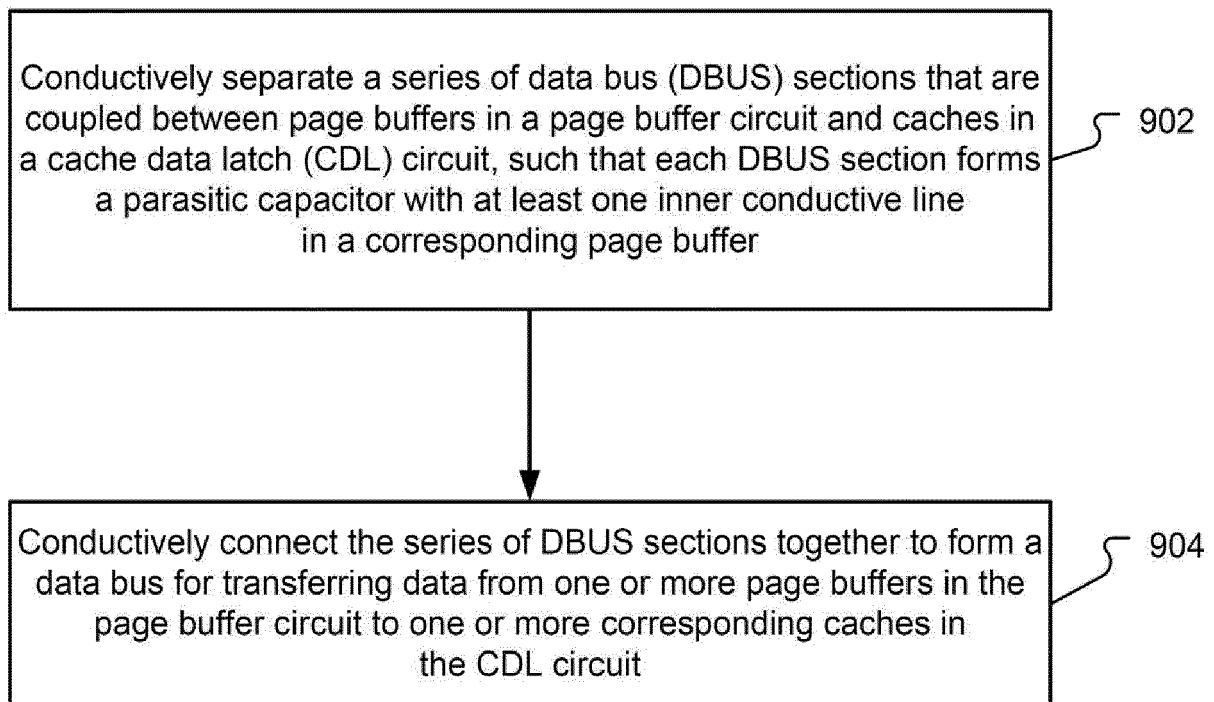 Conductively separate a series of data bus (DBUS) sections that are
coupled between page buffers in a page buffer circuit and caches in
a cache data latch (CDL) circuit, such that each DBUS section forms
a parasitic capacitor with at least one inner conductive line
in a corresponding page buffer
902
Conductively connect the series of DBUS sections together to form a
data bus for transferring data from one or more page buffers in the
page buffer circuit to one or more corresponding caches in
the CDL circuit
904